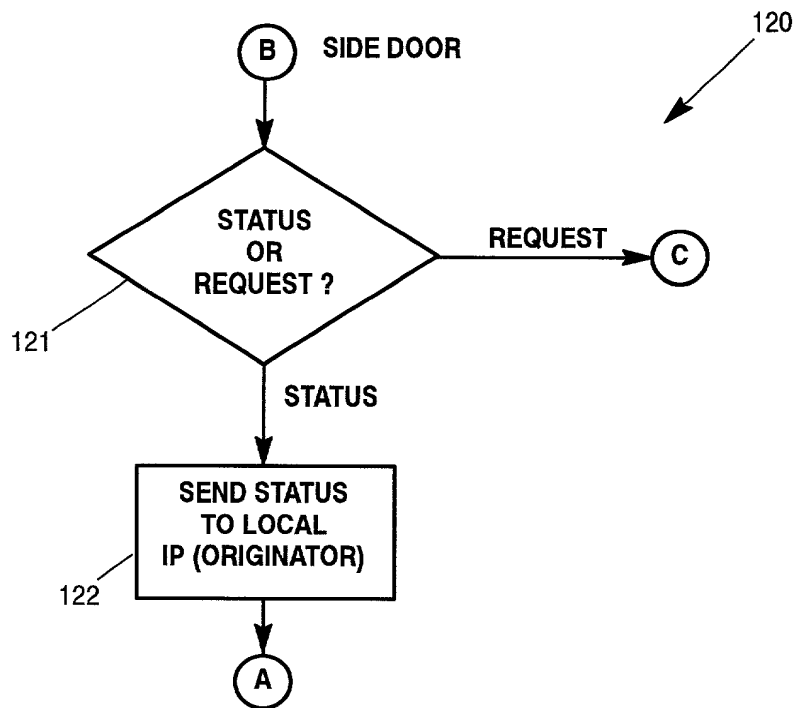 120
B SIDE DOOR
STATUS
OR
REQUEST ?
REQUEST
C
121
STATUS
SEND STATUS
TO LOCAL
IP (ORIGINATOR)
122
A